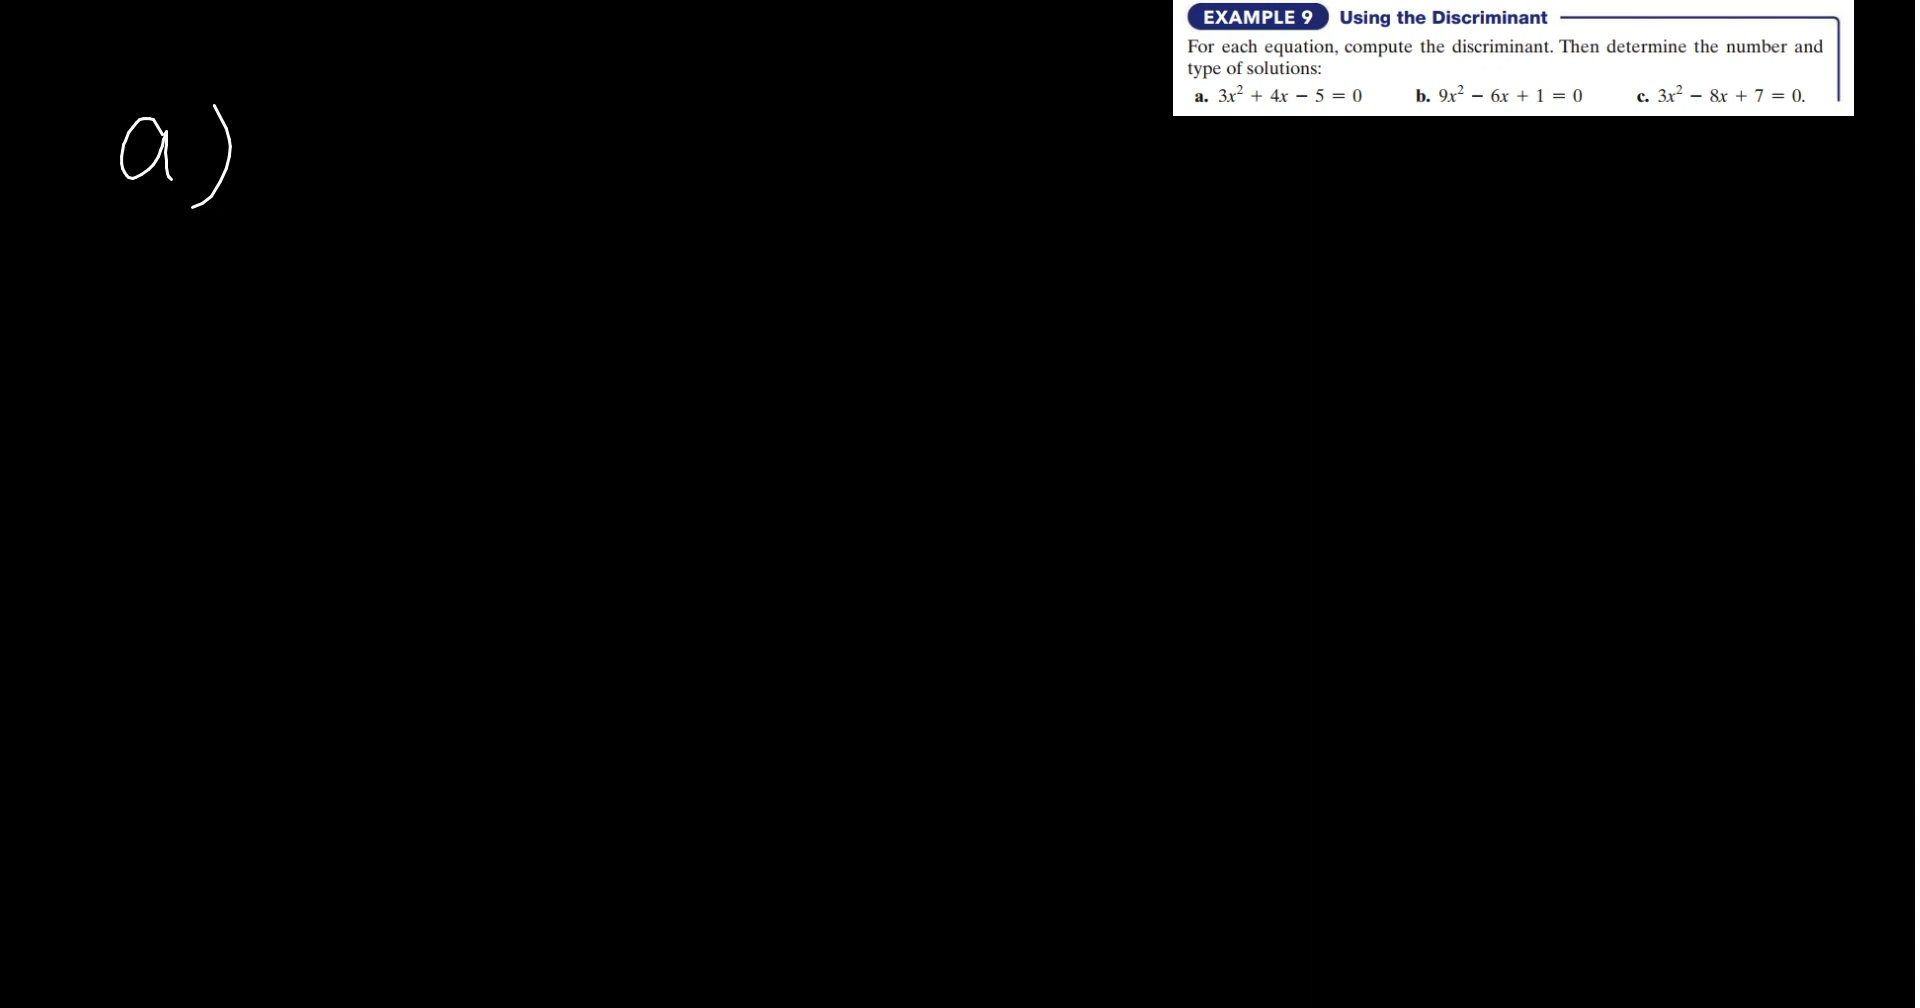 EXAMPLE 9 Using the Discriminant
For each equation, compute the discriminant. Then determine the number and
type of solutions:
a. 3x² + 4x − 5 = 0 b. 9x² − 6x + 1 = 0 c. 3x² − 8x + 7 = 0.
a)